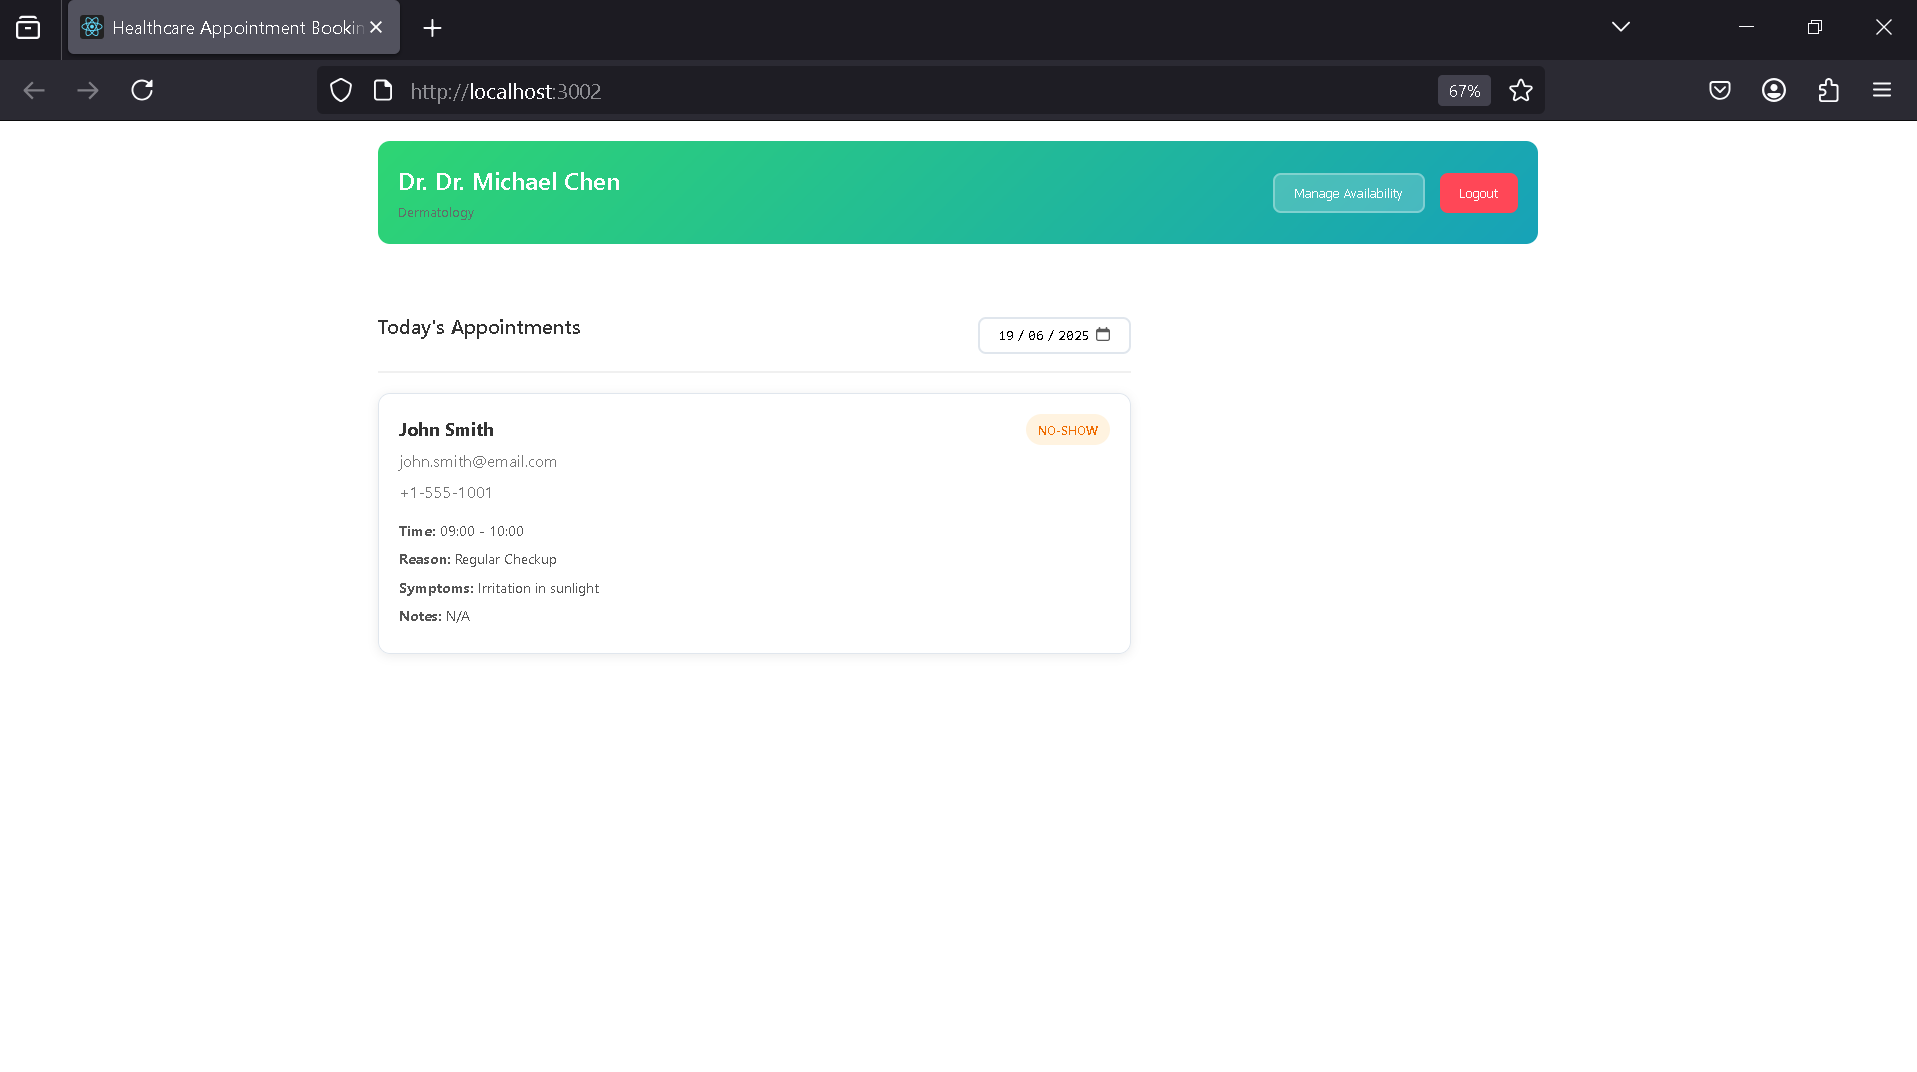 Healthcare Appointment Bookin
http://localhost:3002
67%
Dr. Dr. Michael Chen
Dermatology
Manage Availability
Logout
Today's Appointments
19 / 06 / 2025
John Smith
NO-SHOW
john.smith@email.com
+1-555-1001
Time: 09:00 - 10:00
Reason: Regular Checkup
Symptoms: Irritation in sunlight
Notes: N/A